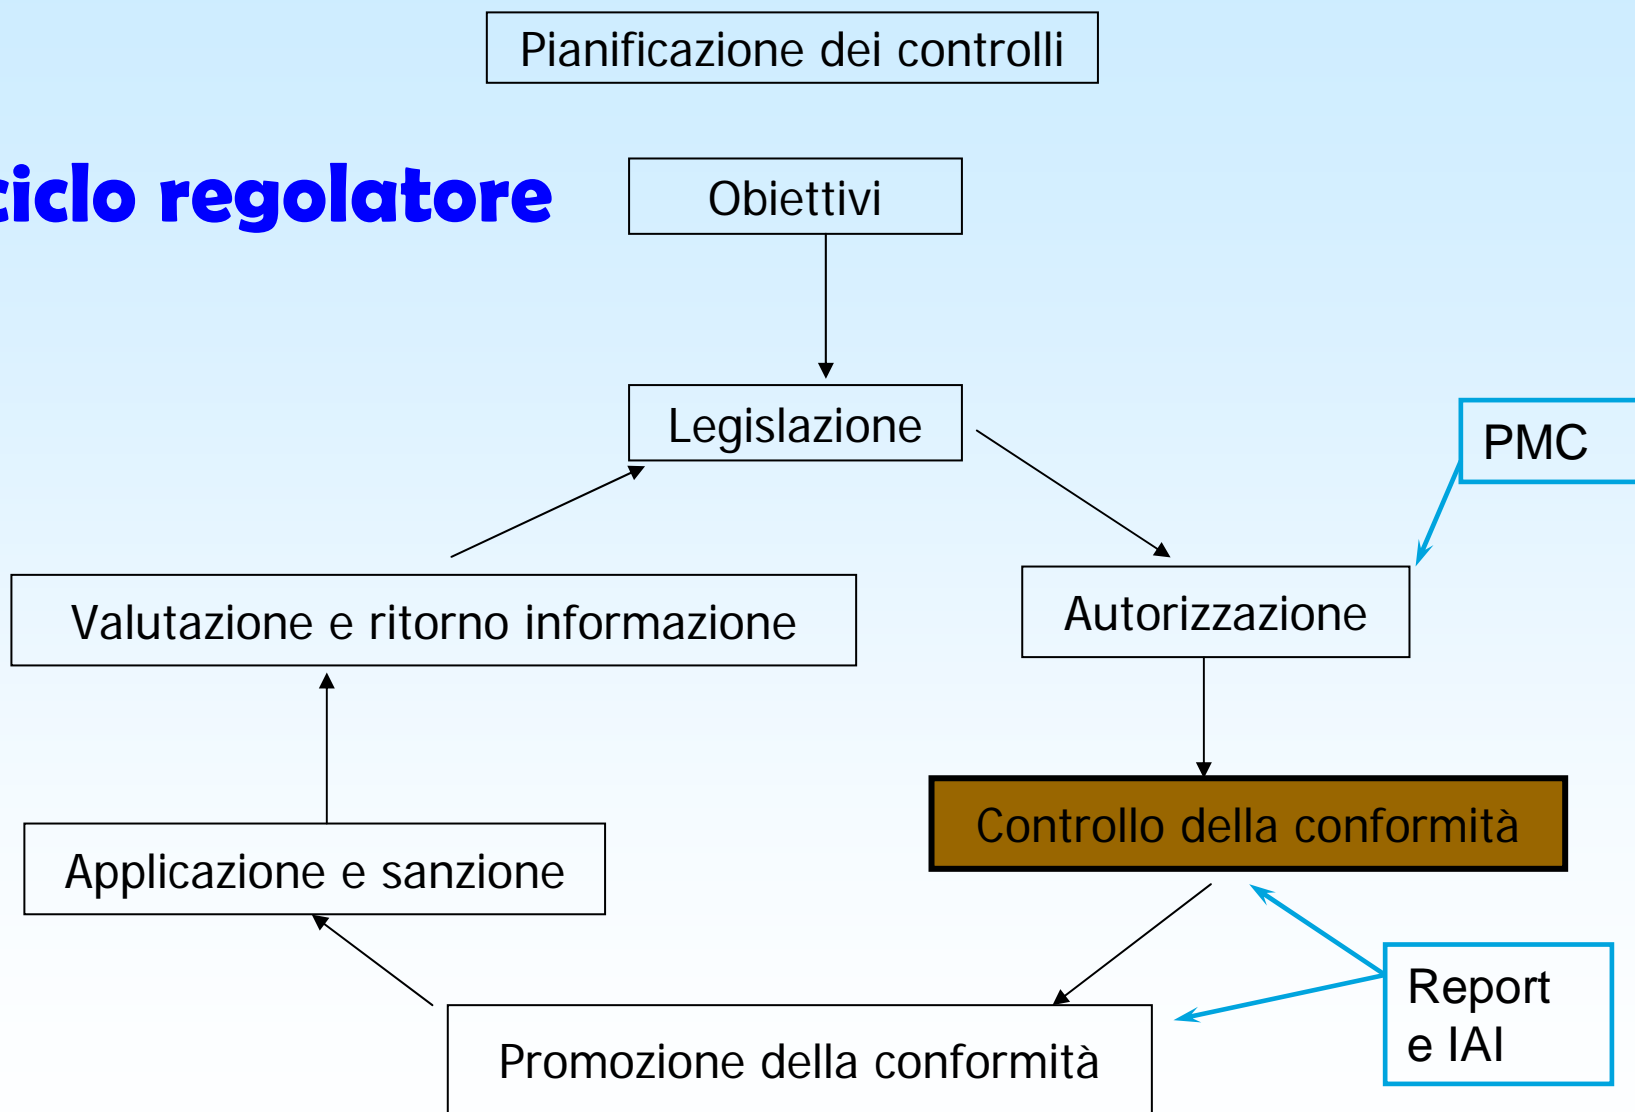 Pianificazione dei controlli
ciclo regolatore
Obiettivi
Legislazione
PMC
Valutazione e ritorno informazione
Autorizzazione
Controllo della conformità
Applicazione e sanzione
Report
e IAI
Promozione della conformità